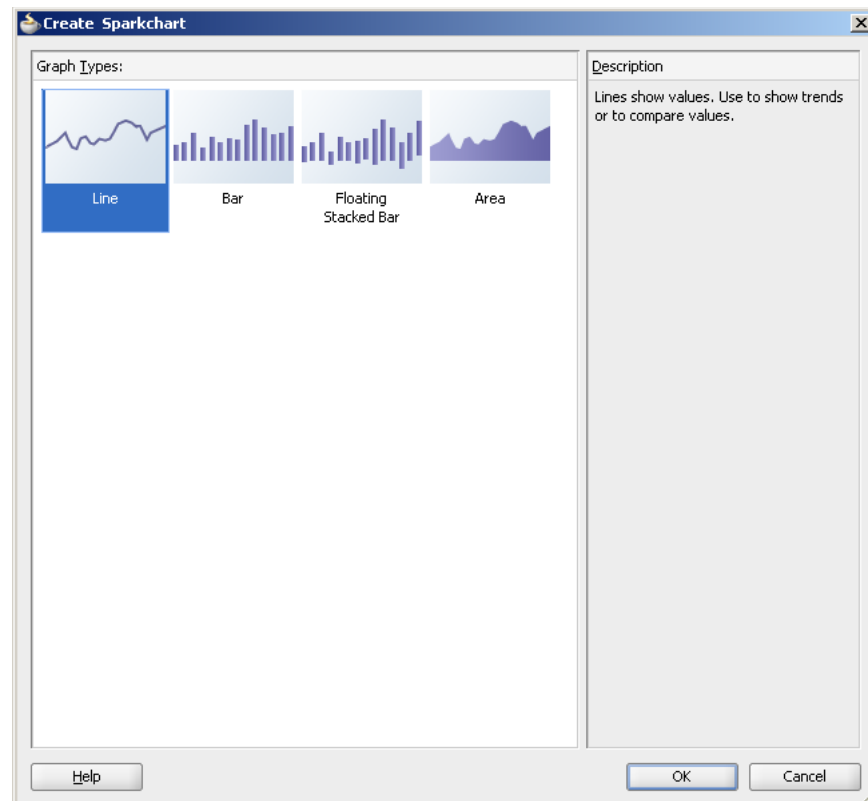 Create Sparkchart
Graph Types:
Line
Bar
Floating
Stacked Bar
Area
Description
Lines show values. Use to show trends
or to compare values.
Help
OK
Cancel